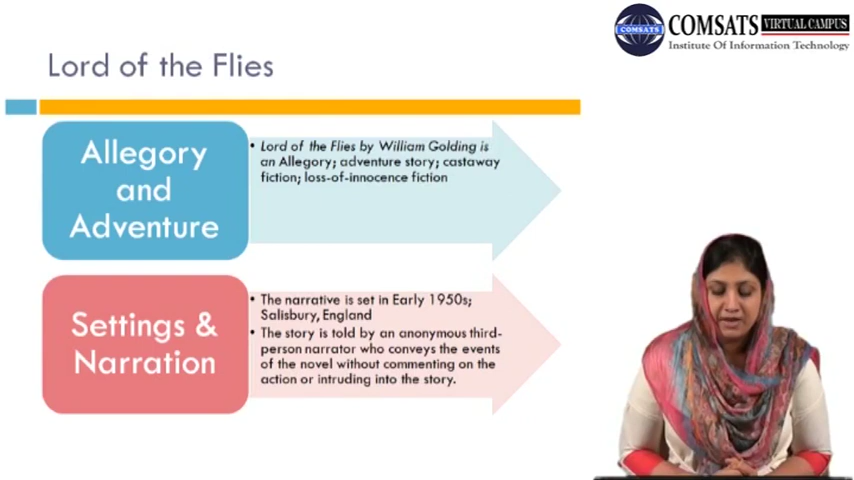 COMSATS VIRTUAL CAMPUS
COMSATS
Institute Of Information Technology
Lord of the Flies
Allegory
and
Adventure
• Lord of the Flies by William Golding is
an Allegory; adventure story; castaway
fiction; loss-of-innocence fiction
Settings &
Narration
• The narrative is set in Early 1950s;
Salisbury, England
• The story is told by an anonymous third-
person narrator who conveys the events
of the novel without commenting on the
action or intruding into the story.